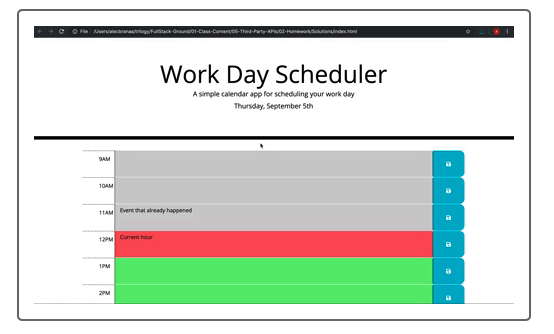 File | /Users/alecbranaa/trilogy/FullStack-Ground/01-Class-Content/05-Third-Party-APIs/02-Homework/Solutions/index.html
Work Day Scheduler
A simple calendar app for scheduling your work day
Thursday, September 5th
9AM
10AM
11AM Event that already happened
12PM Current hour
1PM
2PM